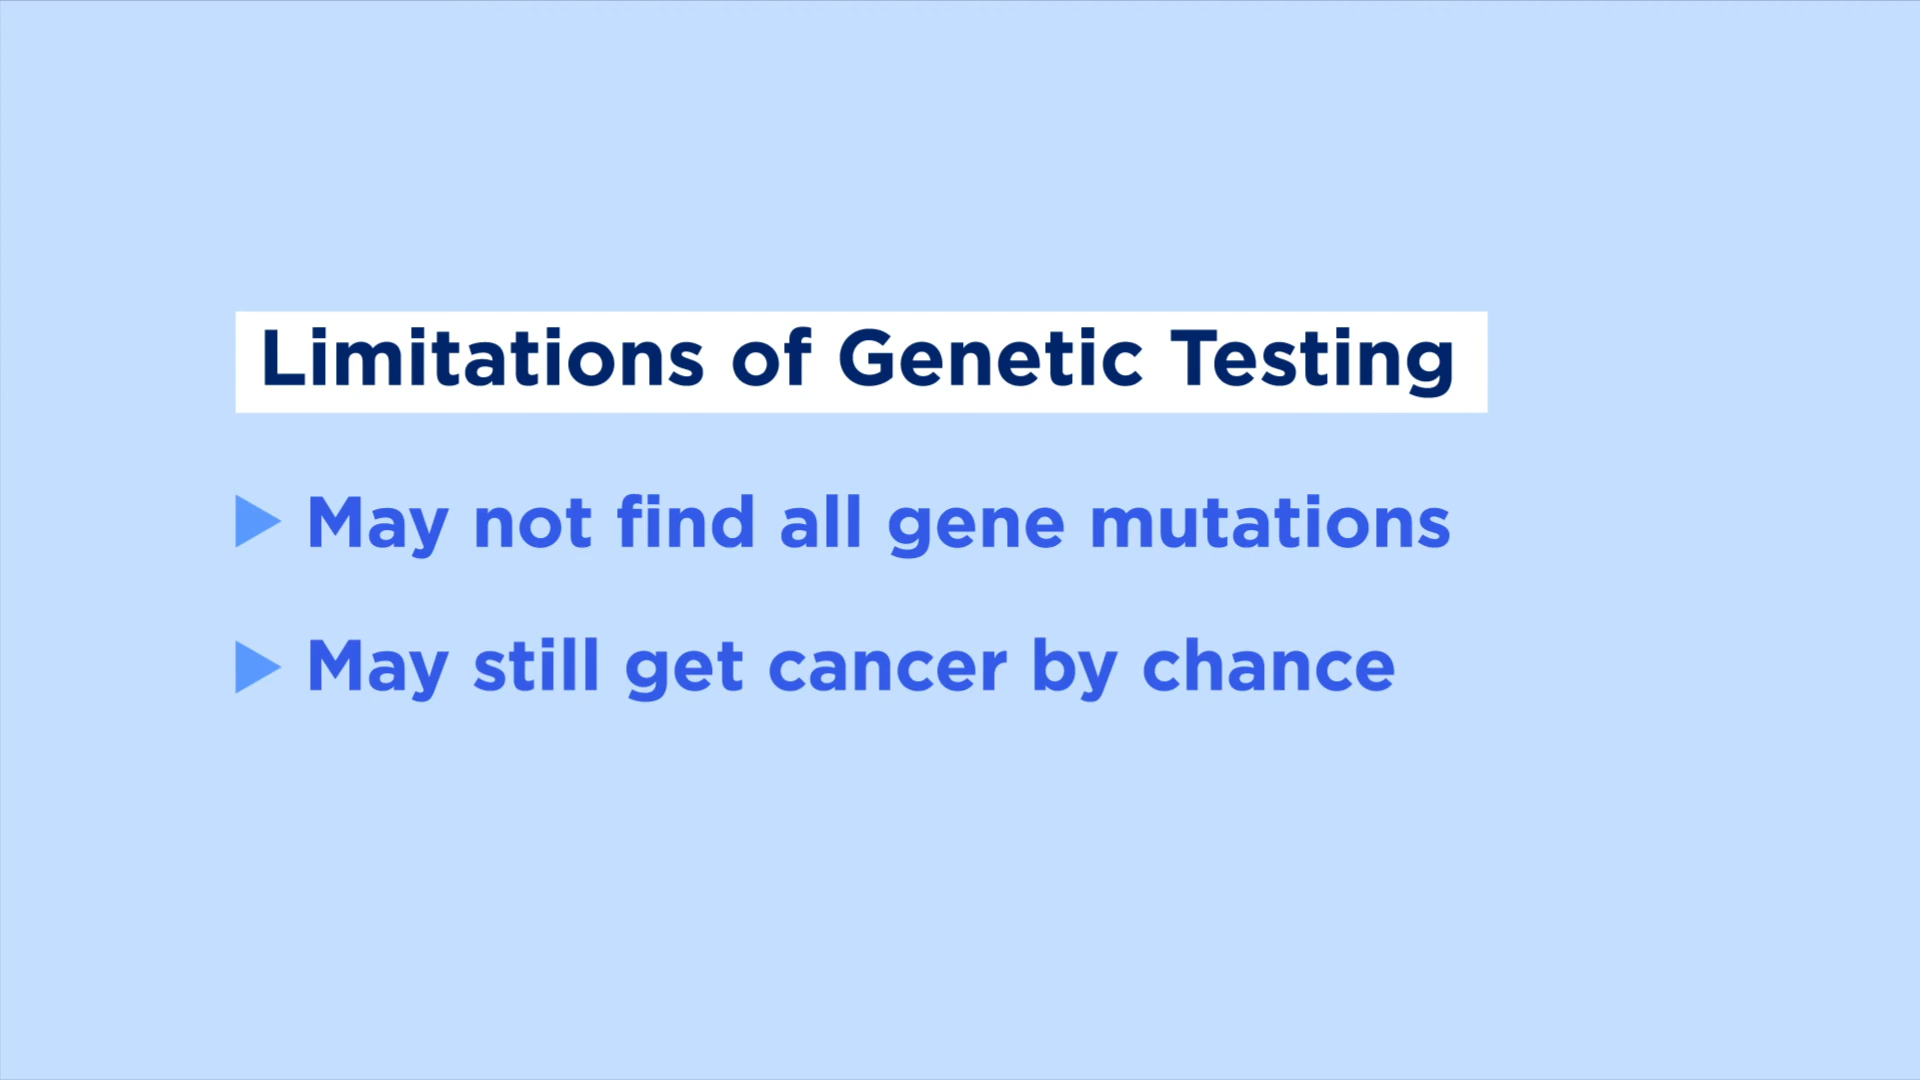 Limitations of Genetic Testing
May not find all gene mutations
May still get cancer by chance